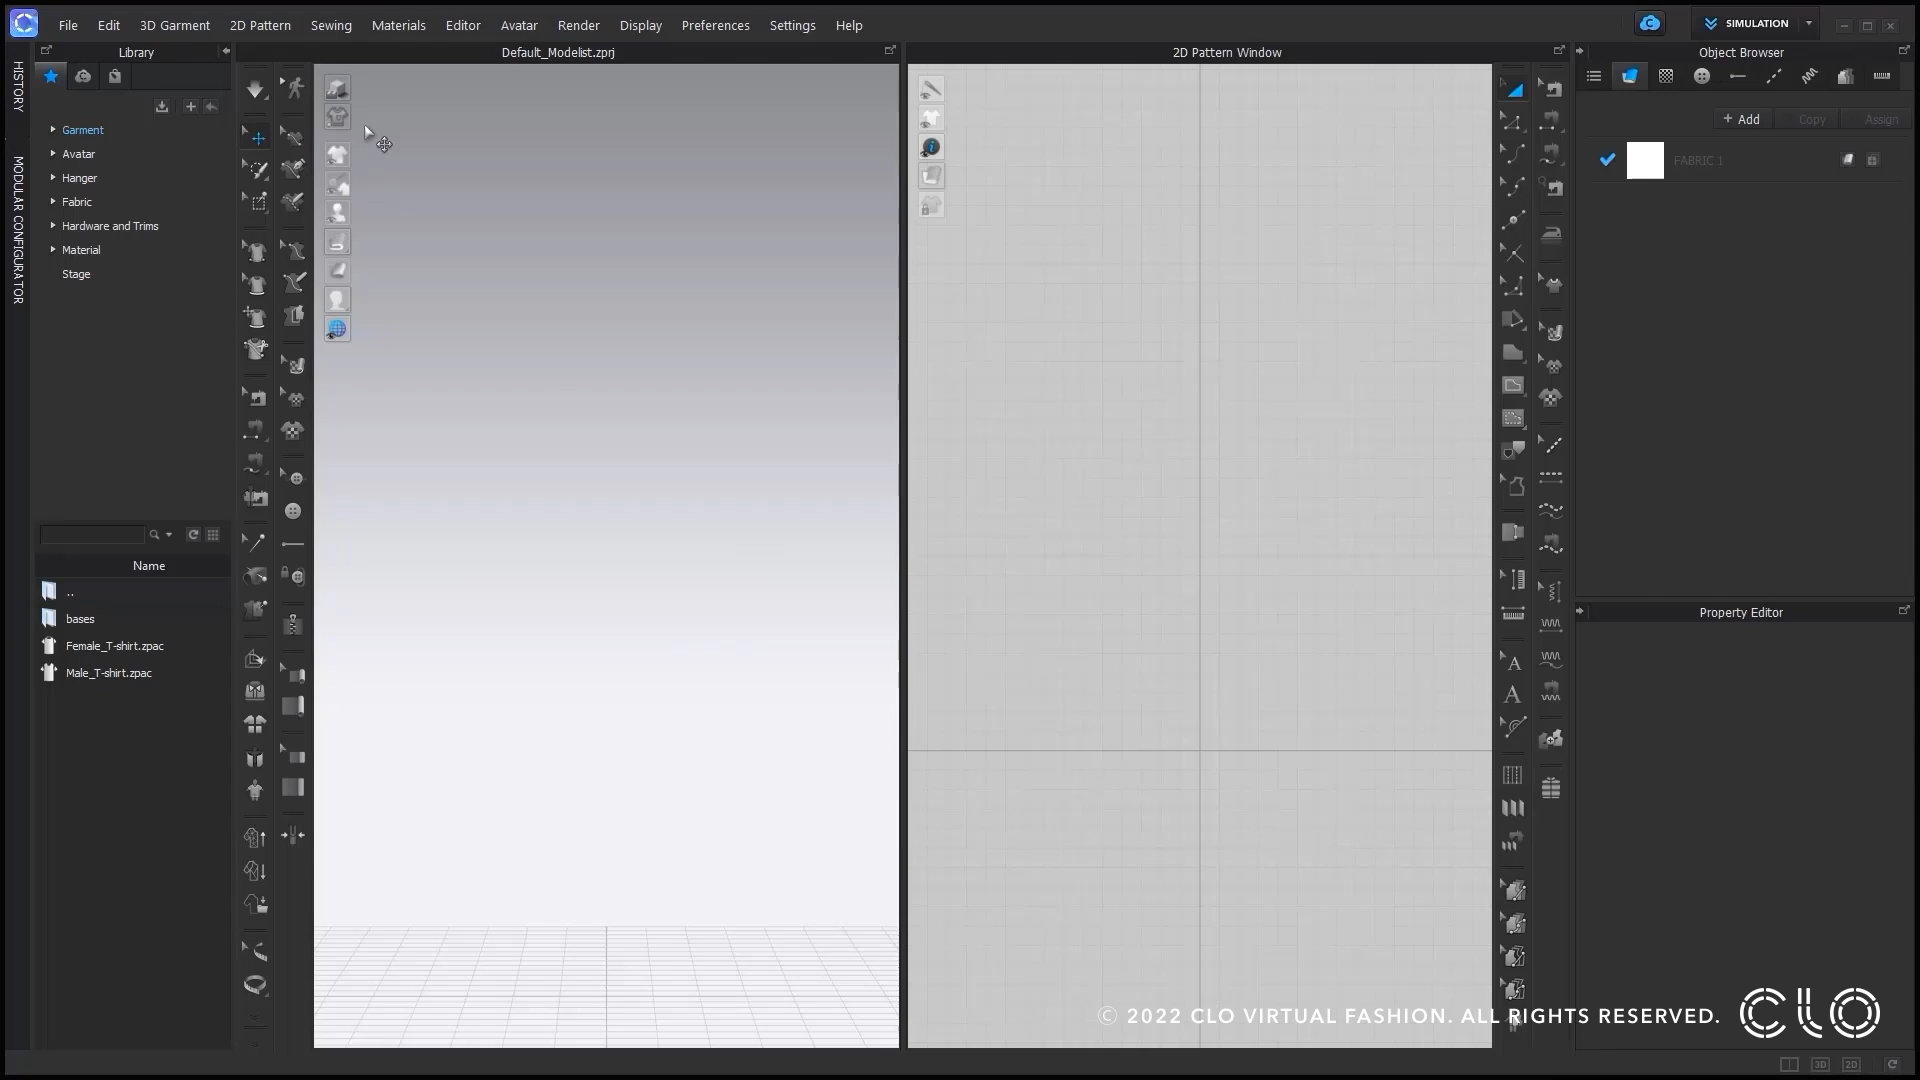 File Edit 3D Garment 2D Pattern Sewing Materials Editor Avatar Render Display Preferences Settings Help
SIMULATION
Library
Default_Modelist.zprj
2D Pattern Window
Object Browser
HISTORY
MODULAR CONFIGURATOR
Garment
Avatar
Hanger
Fabric
Hardware and Trims
Material
Stage
Name
..
bases
Female_T-shirt.zpac
Male_T-shirt.zpac
+ Add Copy Assign
FABRIC 1
Property Editor
© 2022 CLO VIRTUAL FASHION. ALL RIGHTS RESERVED.
CLO
3D 2D